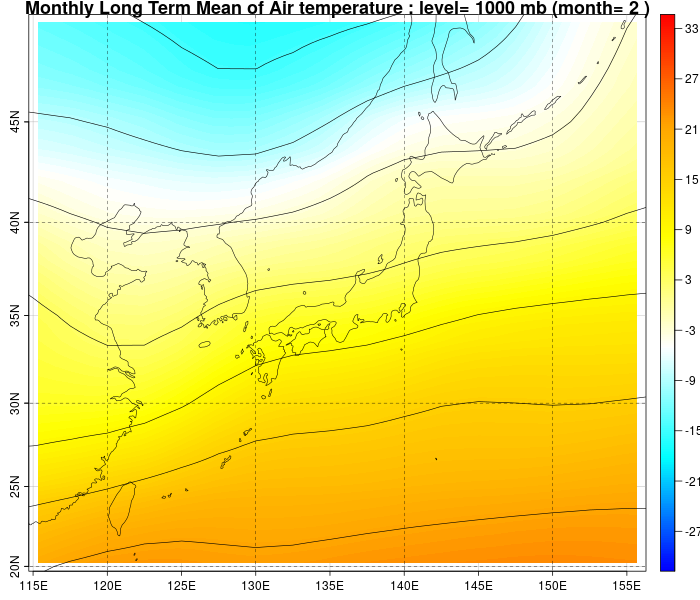 Monthly Long Term Mean of Air temperature : level= 1000 mb (month= 2 )
33
27
21
15
9
3
-3
-9
-15
-21
-27
45N
40N
35N
30N
25N
20N
115E 120E 125E 130E 135E 140E 145E 150E 155E